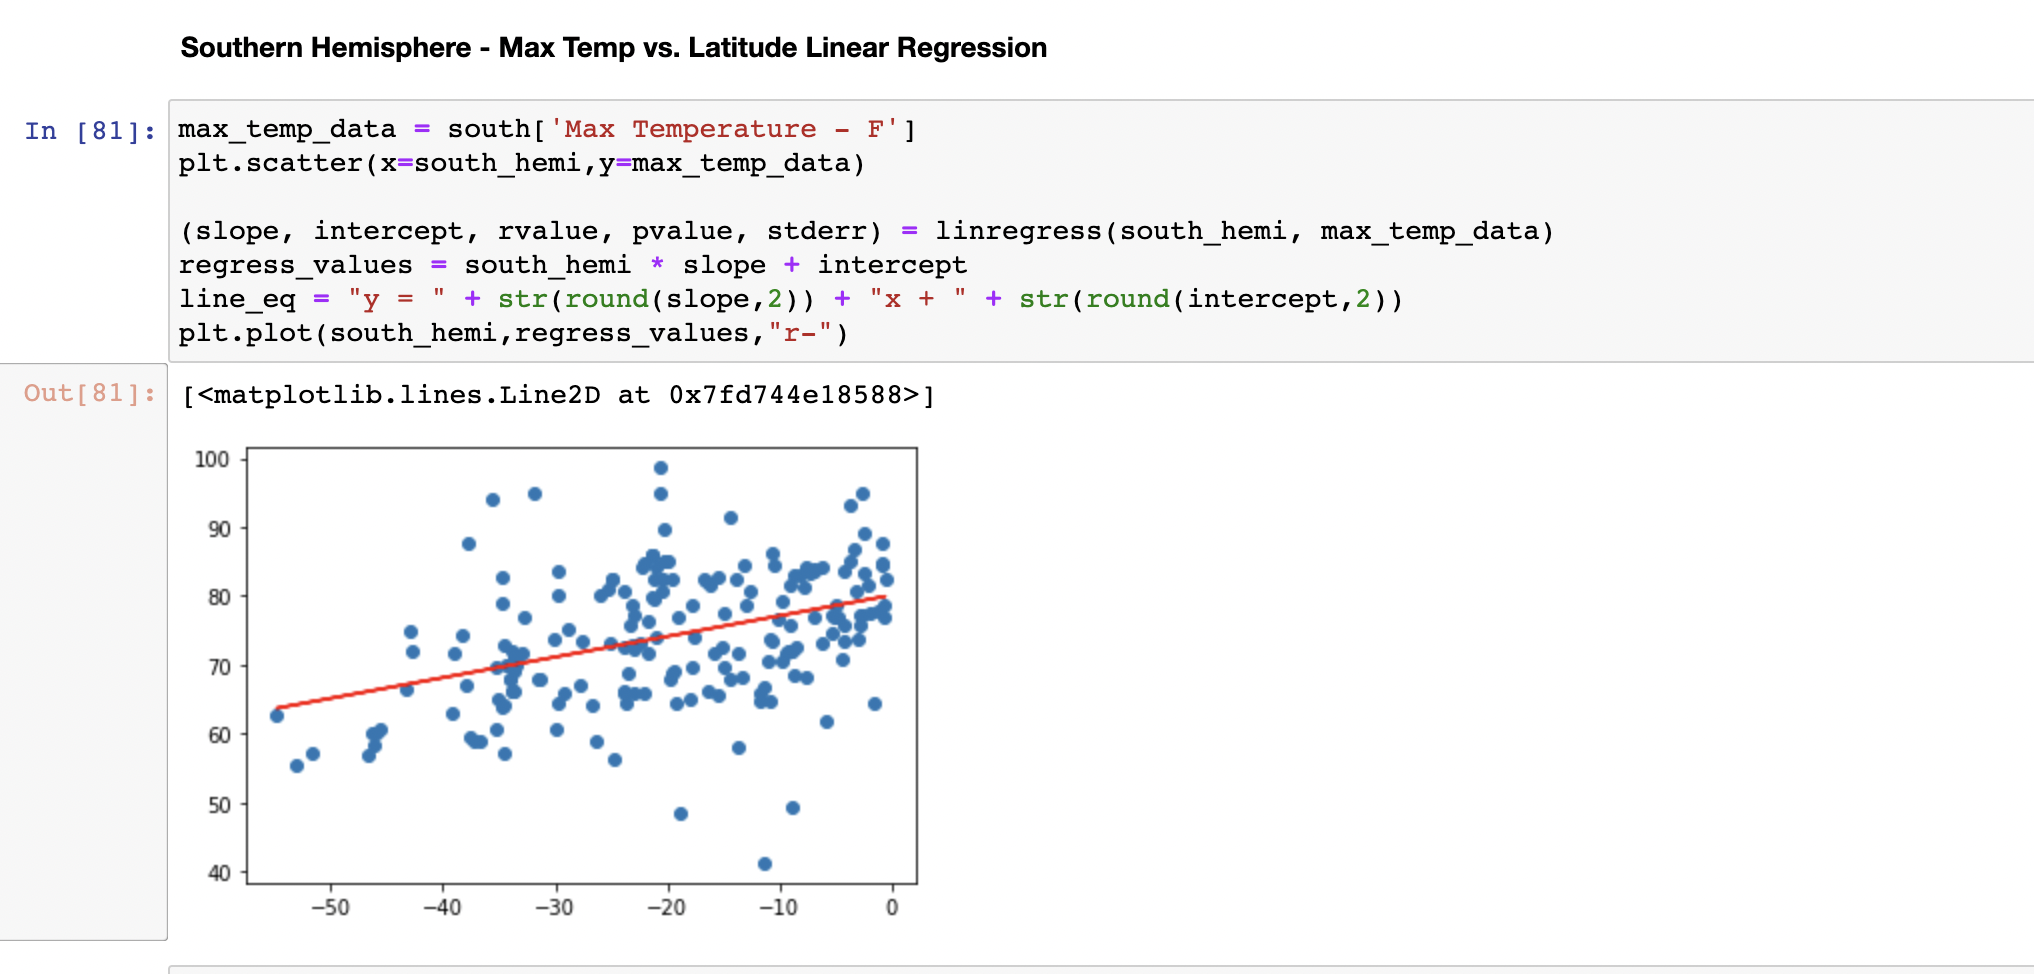 Southern Hemisphere - Max Temp vs. Latitude Linear Regression
In [81]:
max_temp_data = south['Max Temperature - F']
plt.scatter(x=south_hemi,y=max_temp_data)
(slope, intercept, rvalue, pvalue, stderr) = linregress(south_hemi, max_temp_data)
regress_values = south_hemi * slope + intercept
line_eq = "y = " + str(round(slope,2)) + "x + " + str(round(intercept,2))
plt.plot(south_hemi,regress_values,"r-")
Out[81]:
[<matplotlib.lines.Line2D at 0x7fd744e18588>]
100
90
80
70
60
50
40
−50 −40 −30 −20 −10 0